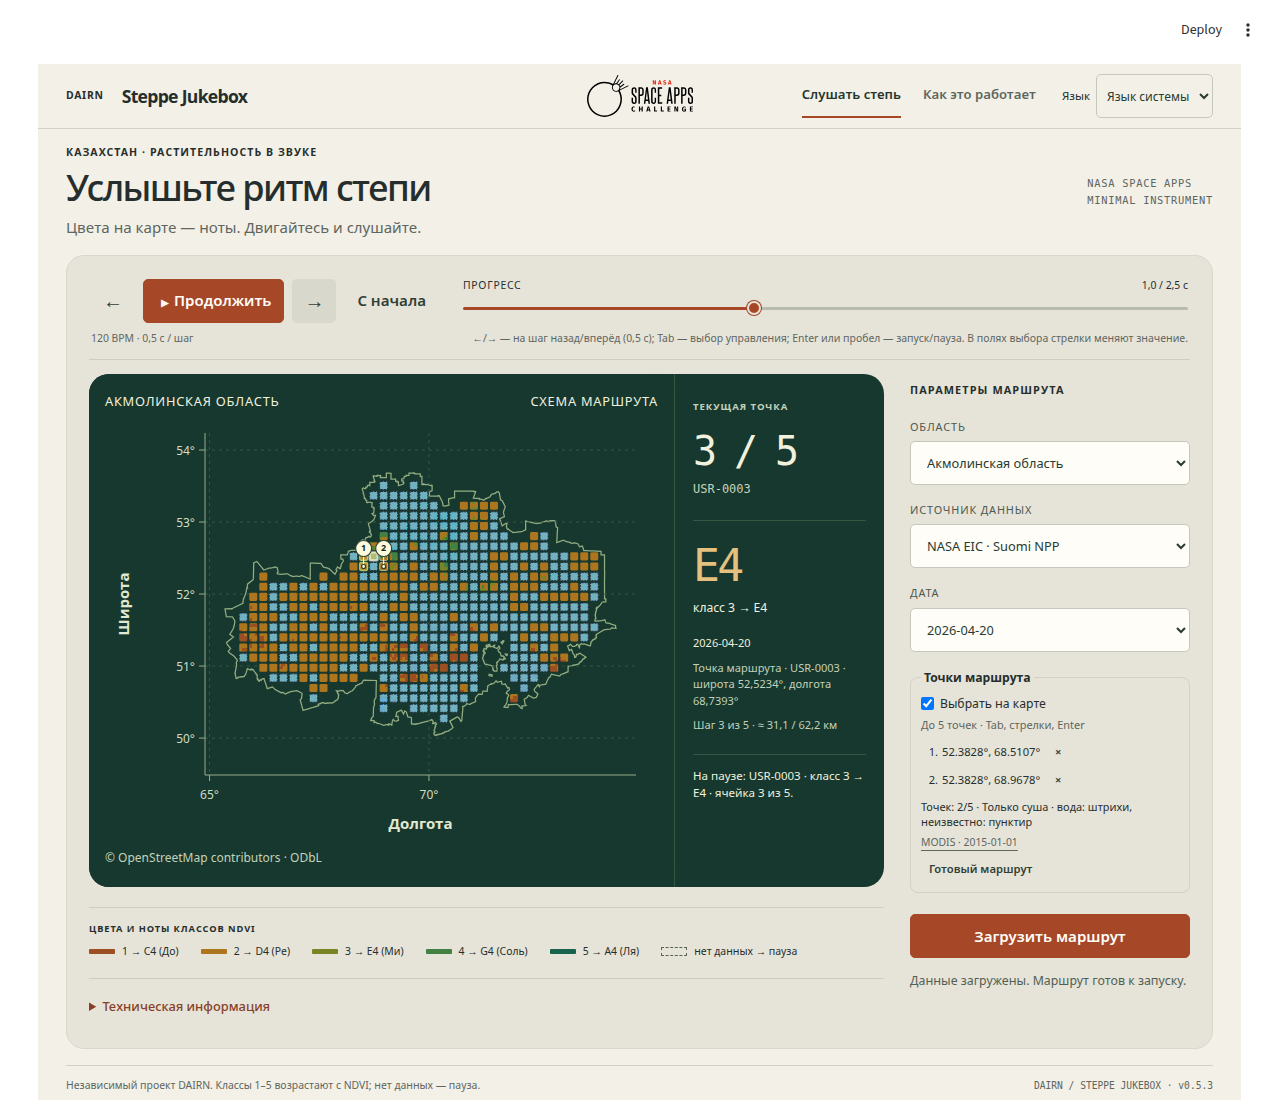 Deploy
DAIRN
Steppe Jukebox
NASA
SPACE APPS
CHALLENGE
Слушать степь
Как это работает
Язык
Язык системы
КАЗАХСТАН · РАСТИТЕЛЬНОСТЬ В ЗВУКЕ
Услышьте ритм степи
Цвета на карте — ноты. Двигайтесь и слушайте.
NASA SPACE APPS
MINIMAL INSTRUMENT
← ▶ Продолжить → С начала
ПРОГРЕСС
1,0 / 2,5 с
120 BPM · 0,5 с / шаг
←/→ — на шаг назад/вперёд (0,5 с); Tab — выбор управления; Enter или пробел — запуск/пауза. В полях выбора стрелки меняют значение.
АКМОЛИНСКАЯ ОБЛАСТЬ
СХЕМА МАРШРУТА
54°
53°
52°
51°
50°
65°
70°
Широта
Долгота
1
2
© OpenStreetMap contributors · ODbL
ТЕКУЩАЯ ТОЧКА
3 / 5
USR-0003
E4
класс 3 → E4
2026-04-20
Точка маршрута · USR-0003 ·
широта 52,5234°, долгота
68,7393°
Шаг 3 из 5 · ≈ 31,1 / 62,2 км
На паузе: USR-0003 · класс 3 →
E4 · ячейка 3 из 5.
ПАРАМЕТРЫ МАРШРУТА
ОБЛАСТЬ
Акмолинская область
ИСТОЧНИК ДАННЫХ
NASA EIC · Suomi NPP
ДАТА
2026-04-20
Точки маршрута
Выбрать на карте
До 5 точек · Tab, стрелки, Enter
1. 52.3828°, 68.5107° ×
2. 52.3828°, 68.9678° ×
Точек: 2/5 · Только суша · вода: штрихи,
неизвестно: пунктир
MODIS · 2015-01-01
Готовый маршрут
Загрузить маршрут
Данные загружены. Маршрут готов к запуску.
ЦВЕТА И НОТЫ КЛАССОВ NDVI
1 → C4 (До)
2 → D4 (Ре)
3 → E4 (Ми)
4 → G4 (Соль)
5 → A4 (Ля)
нет данных → пауза
▶ Техническая информация
Независимый проект DAIRN. Классы 1–5 возрастают с NDVI; нет данных — пауза.
DAIRN / STEPPE JUKEBOX · v0.5.3